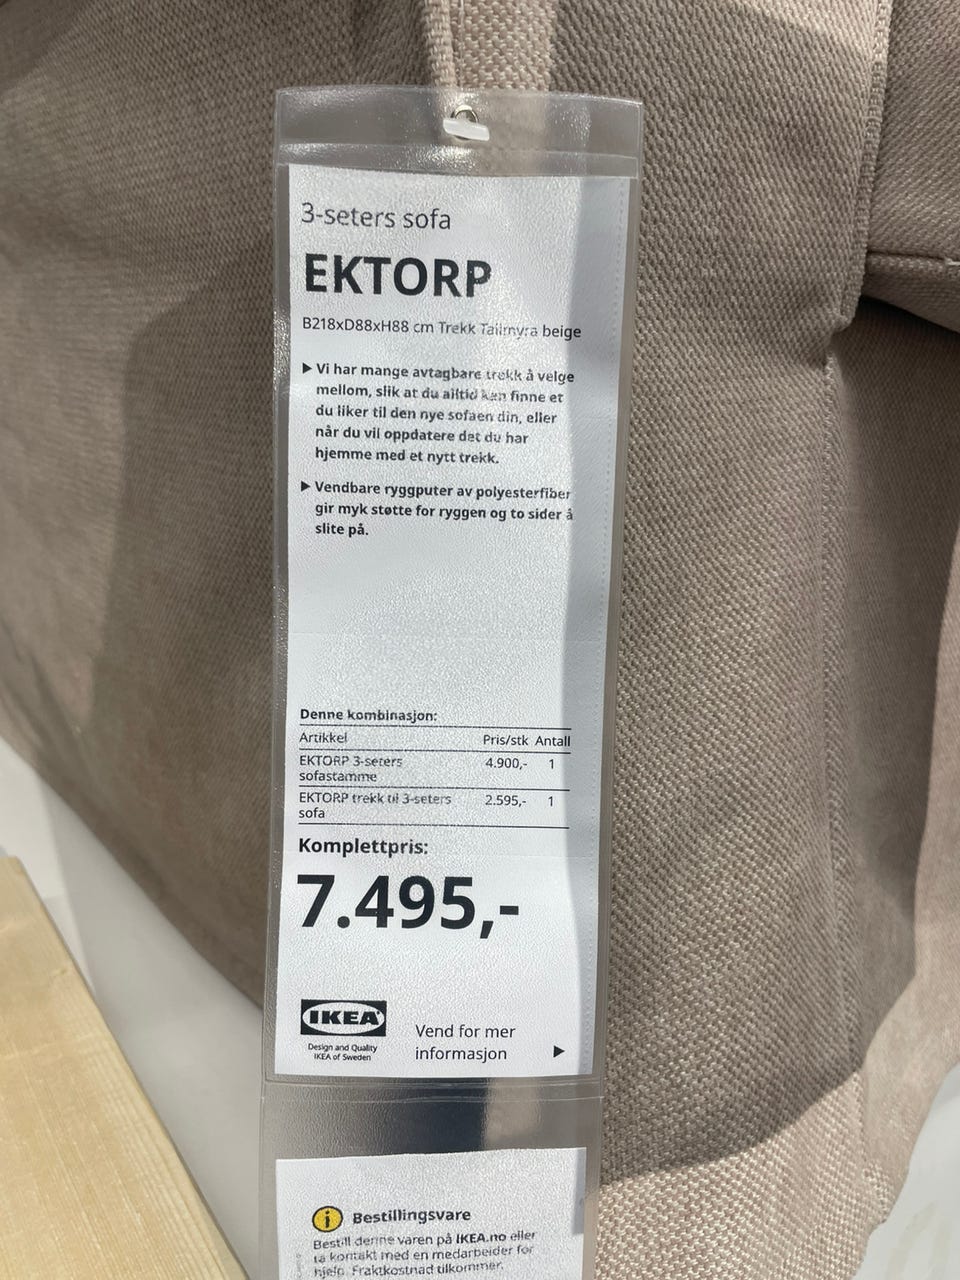 3-seters sofa
EKTORP
B218xD88xH88 cm Trekk Tallmyra beige
▶ Vi har mange avtagbare trekk å velge
mellom, slik at du alltid kan finne et
du liker til den nye sofaen din, eller
når du vil oppdatere det du har
hjemme med et nytt trekk.
▶ Vendbare ryggputer av polyesterfiber
gir myk støtte for ryggen og to sider å
slite på.
Denne kombinasjon:
Artikkel Pris/stk Antall
EKTORP 3-seters 4.900,- 1
sofastamme
EKTORP trekk til 3-seters 2.595,- 1
sofa
Komplettpris:
7.495,-
IKEA
Design and Quality
IKEA of Sweden
Vend for mer
informasjon ▶
i Bestillingsvare
Bestill denne varen på IKEA.no eller
ta kontakt med en medarbeider for
hjelp. Fraktkostnad tilkommer.